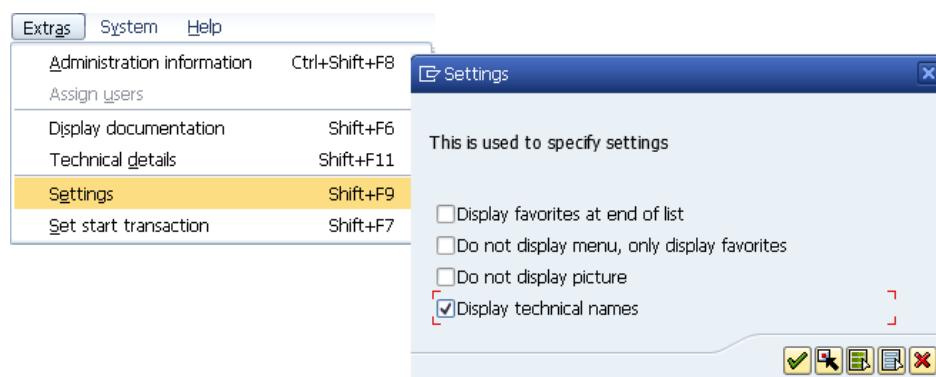 Extras System Help
Administration information Ctrl+Shift+F8
Assign users
Display documentation Shift+F6
Technical details Shift+F11
Settings Shift+F9
Set start transaction Shift+F7
Settings
This is used to specify settings
Display favorites at end of list
Do not display menu, only display favorites
Do not display picture
Display technical names